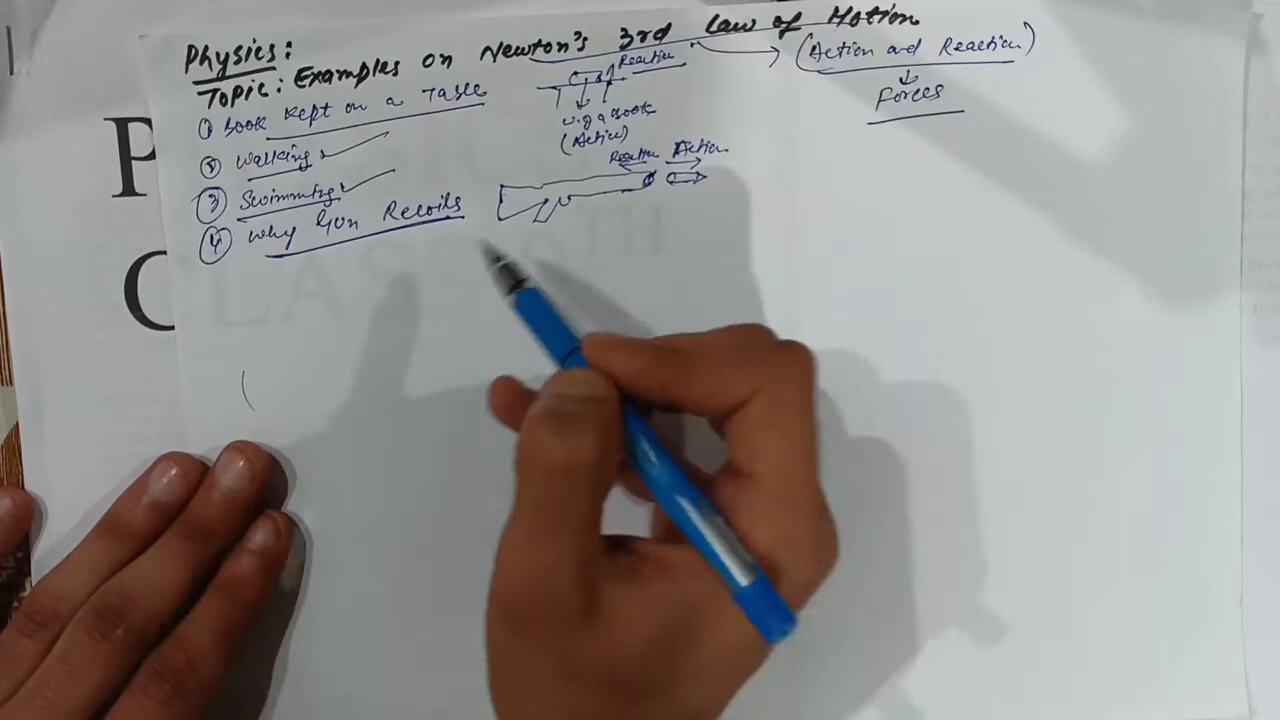 Physics:
Topic: Examples on Newton's 3rd Law of Motion
(Action and Reaction)
Forces
① Book kept on a Table
Reaction
Book
(Action)
② Walking
③ Swimming
Reaction Action
④ Why Gun Recoils
P
C